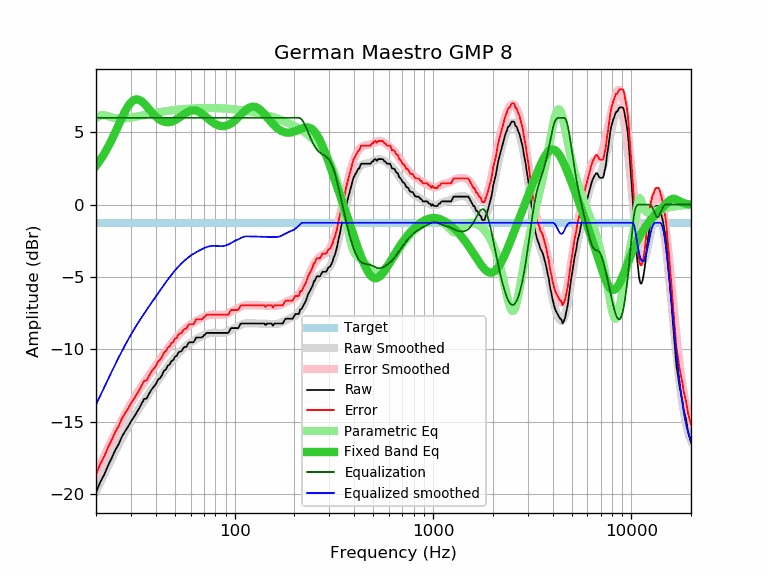 German Maestro GMP 8
Amplitude (dBr)
5
0
−5
−10
−15
−20
Target
Raw Smoothed
Error Smoothed
Raw
Error
Parametric Eq
Fixed Band Eq
Equalization
Equalized smoothed
100
1000
10000
Frequency (Hz)